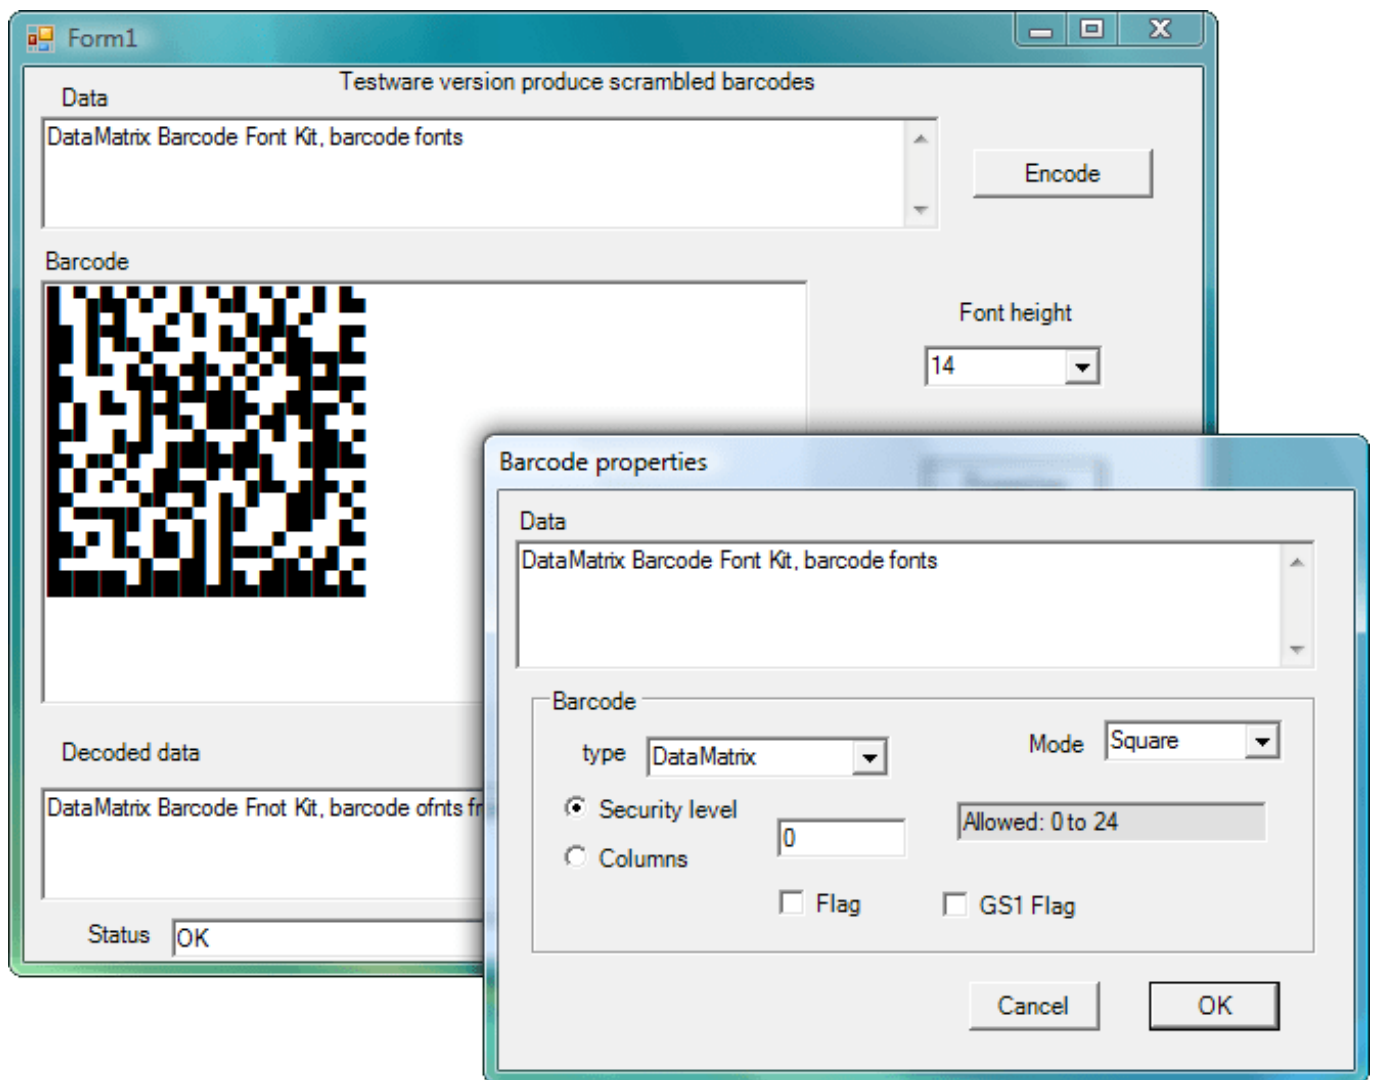 Form1
Testware version produce scrambled barcodes
Data
DataMatrix Barcode Font Kit, barcode fonts
Encode
Barcode
Font height
14
Barcode properties
Data
DataMatrix Barcode Font Kit, barcode fonts
Barcode
type DataMatrix
Mode Square
Security level
0
Allowed: 0 to 24
Columns
Flag
GS1 Flag
Cancel
OK
Decoded data
DataMatrix Barcode Fnot Kit, barcode ofnts
Status OK